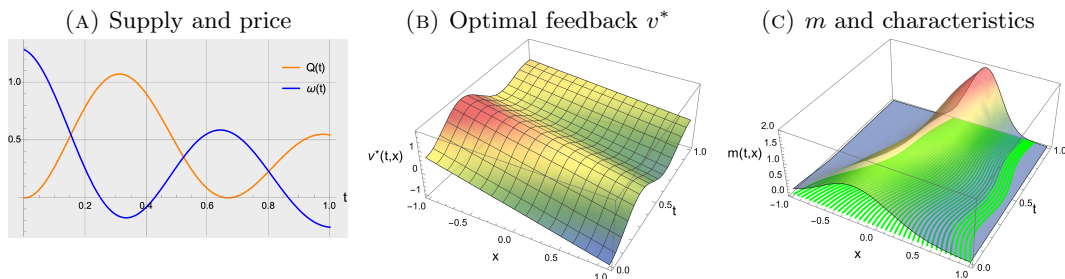 (A) Supply and price
1.0
0.5
0.2 0.4 0.6 0.8 1.0
t
Q(t)
ω(t)
(B) Optimal feedback v*
v*(t,x)
1
0
-1
-1.0
-0.5
0.0
0.5
1.0
x
0.0
0.5
1.0
t
(C) m and characteristics
m(t,x)
2.0
1.5
1.0
0.5
0.0
-1.0
-0.5
0.0
0.5
1.0
x
0.0
0.5
1.0
t